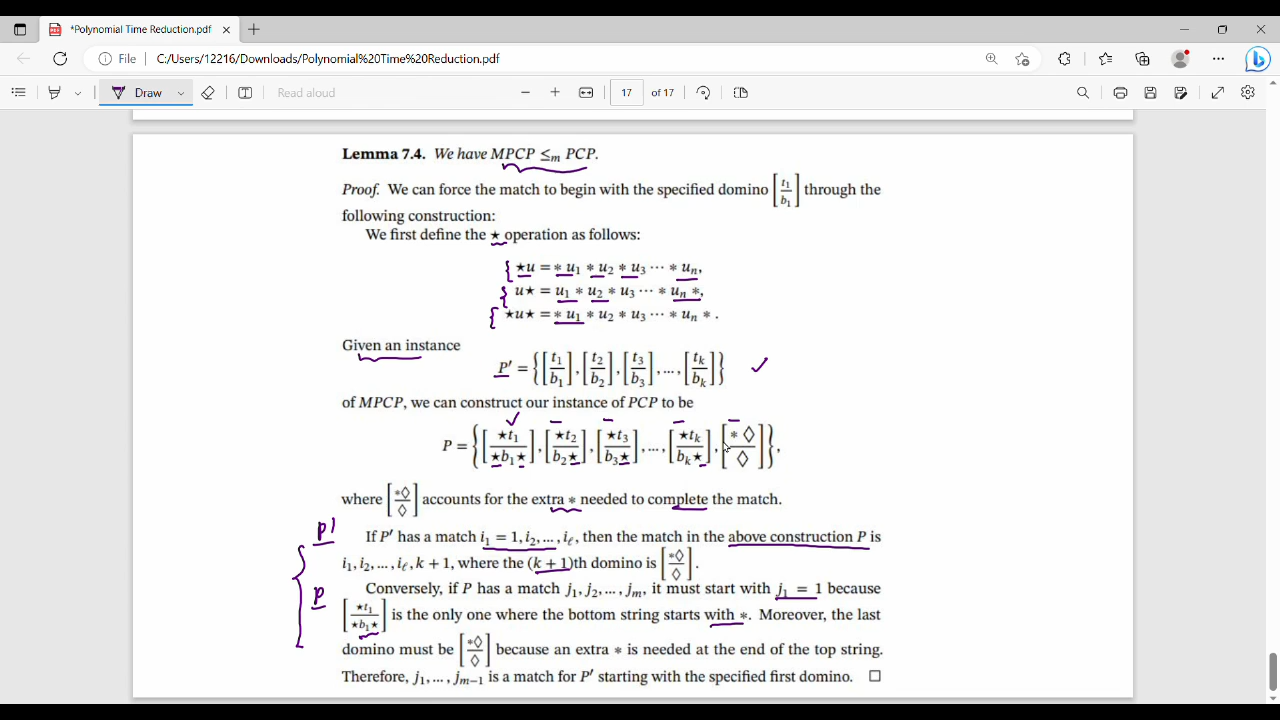 *Polynomial Time Reduction.pdf
File C:/Users/12216/Downloads/Polynomial%20Time%20Reduction.pdf
Draw Read aloud 17 of 17
Lemma 7.4. We have MPCP ≤m PCP.
Proof. We can force the match to begin with the specified domino [t1/b1] through the
following construction:
We first define the ★ operation as follows:
★u = * u1 * u2 * u3 ⋯ * un,
u★ = u1 * u2 * u3 ⋯ * un *,
★u★ = * u1 * u2 * u3 ⋯ * un * .
Given an instance
P′ = {[t1/b1], [t2/b2], [t3/b3], ..., [tk/bk]} ✓
of MPCP, we can construct our instance of PCP to be
P = {[★t1/★b1★], [★t2/b2★], [★t3/b3★], ..., [★tk/bk★], [*◊/◊]},
where [*◊/◊] accounts for the extra * needed to complete the match.
P'
If P′ has a match i1 = 1, i2, ..., iℓ, then the match in the above construction P is
i1, i2, ..., iℓ, k + 1, where the (k + 1)th domino is [*◊/◊].
P
Conversely, if P has a match j1, j2, ..., jm, it must start with j1 = 1 because
[★t1/★b1★] is the only one where the bottom string starts with *. Moreover, the last
domino must be [*◊/◊] because an extra * is needed at the end of the top string.
Therefore, j1, ..., jm−1 is a match for P′ starting with the specified first domino. □